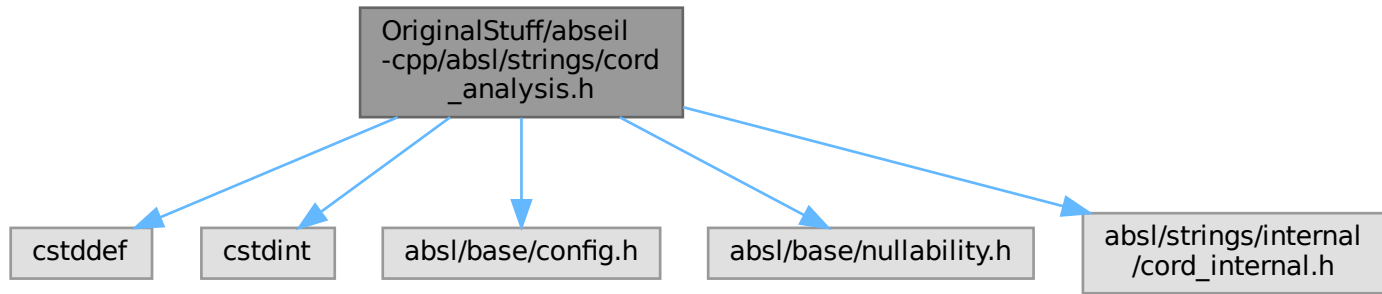 OriginalStuff/abseil
-cpp/absl/strings/cord
_analysis.h
cstddef
cstdint
absl/base/config.h
absl/base/nullability.h
absl/strings/internal
/cord_internal.h